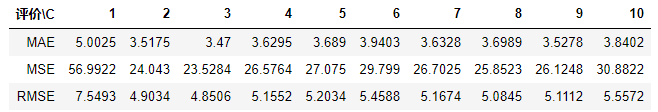 评价\C 1 2 3 4 5 6 7 8 9 10
MAE 5.0025 3.5175 3.47 3.6295 3.689 3.9403 3.6328 3.6989 3.5278 3.8402
MSE 56.9922 24.043 23.5284 26.5764 27.075 29.799 26.7025 25.8523 26.1248 30.8822
RMSE 7.5493 4.9034 4.8506 5.1552 5.2034 5.4588 5.1674 5.0845 5.1112 5.5572